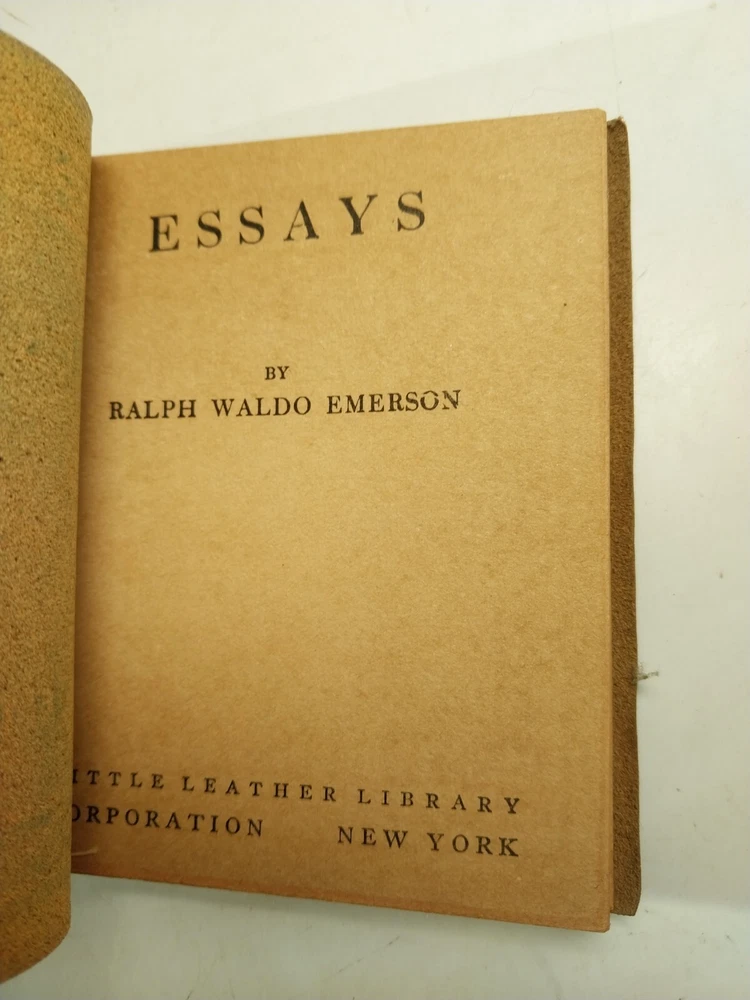 ESSAYS
BY
RALPH WALDO EMERSON
ITTLE LEATHER LIBRARY
ORPORATION NEW YORK